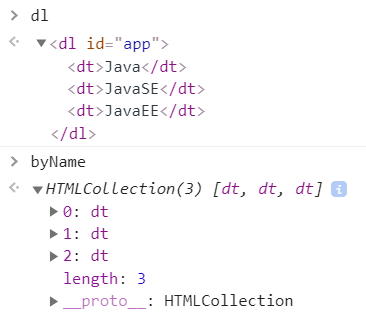 > dl
<· ▼<dl id="app">
<dt>Java</dt>
<dt>JavaSE</dt>
<dt>JavaEE</dt>
</dl>
> byName
<· ▼HTMLCollection(3) [dt, dt, dt] i
▶0: dt
▶1: dt
▶2: dt
length: 3
▶__proto__: HTMLCollection